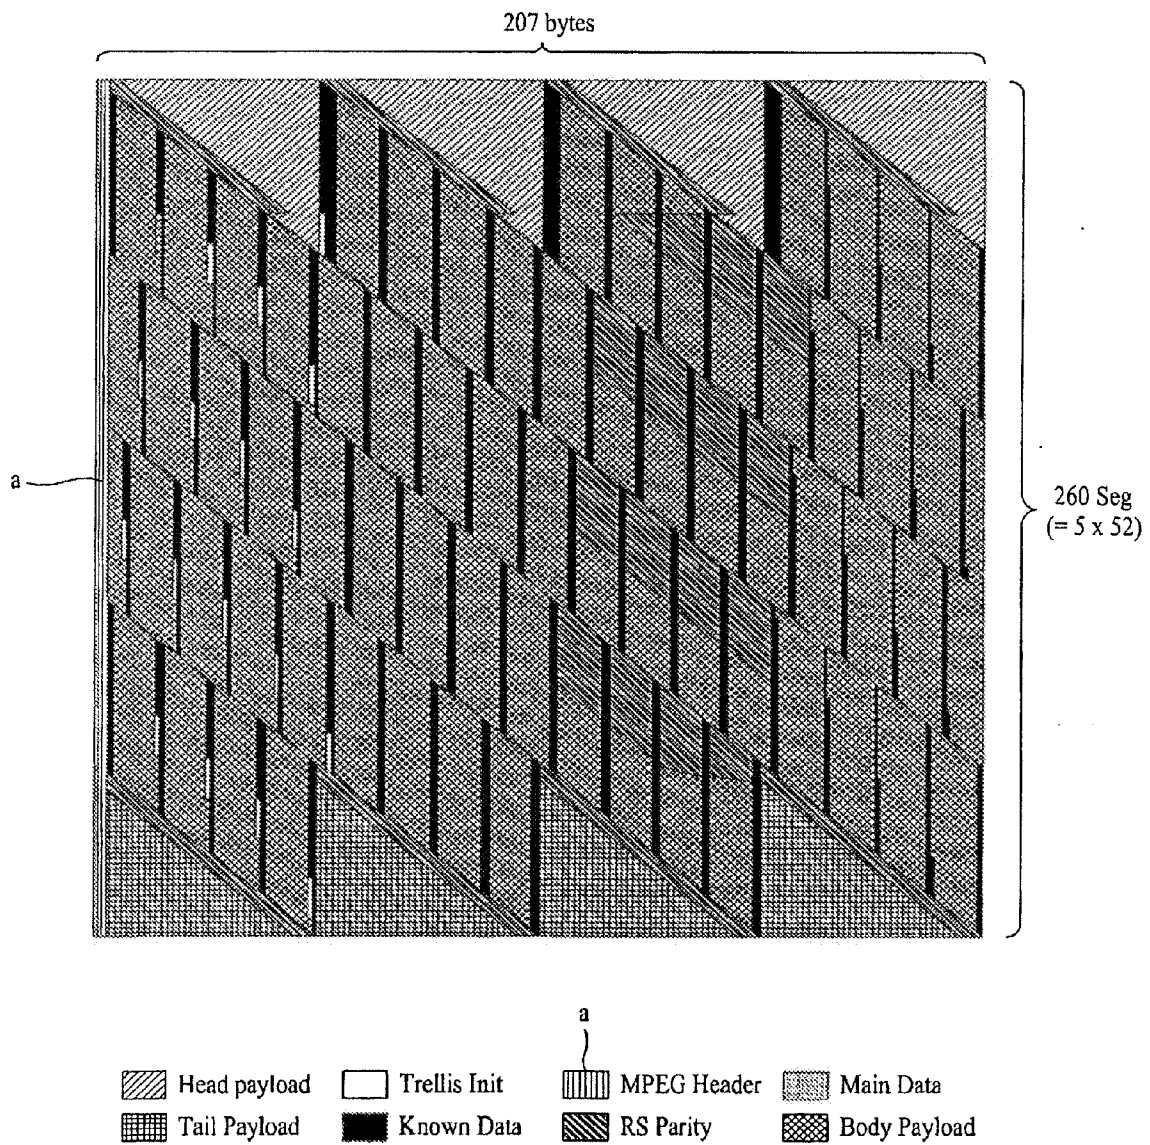 207 bytes
a
260 Seg
(= 5 x 52)
a
Head payload Trellis Init MPEG Header Main Data
Tail Payload Known Data RS Parity Body Payload